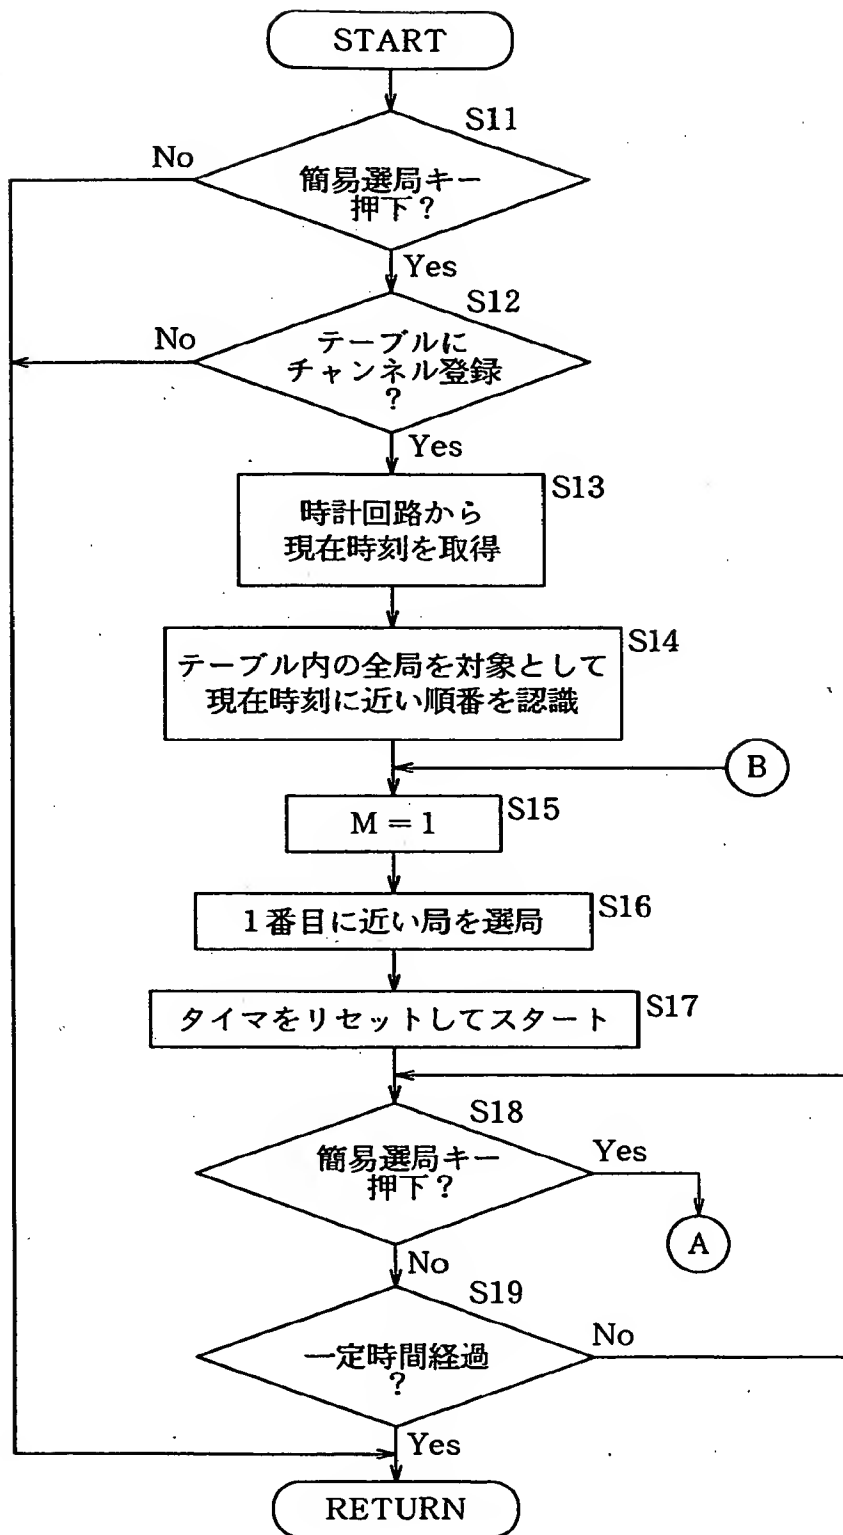 START
S11
No
簡易選局キー
押下？
Yes
S12
No
テーブルに
チャンネル登録
？
Yes
S13
時計回路から
現在時刻を取得
S14
テーブル内の全局を対象として
現在時刻に近い順番を認識
B
S15
M = 1
S16
1番目に近い局を選局
S17
タイマをリセットしてスタート
S18
簡易選局キー
押下？
Yes
A
No
S19
一定時間経過
？
No
Yes
RETURN